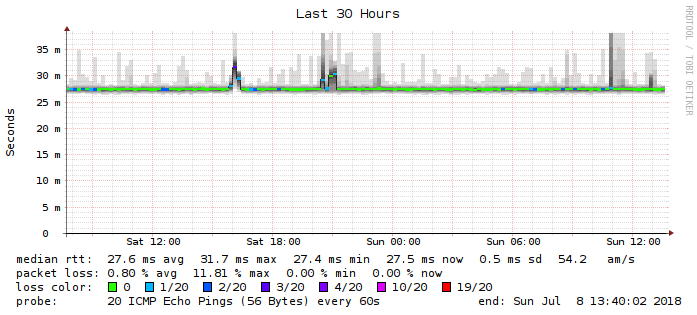 Last 30 Hours
RRDTOOL / TOBI OETIKER
Seconds
35 m
30 m
25 m
20 m
15 m
10 m
5 m
0
Sat 12:00 Sat 18:00 Sun 00:00 Sun 06:00 Sun 12:00
median rtt: 27.6 ms avg 31.7 ms max 27.4 ms min 27.5 ms now 0.5 ms sd 54.2 am/s
packet loss: 0.80 % avg 11.81 % max 0.00 % min 0.00 % now
loss color: 0 1/20 2/20 3/20 4/20 10/20 19/20
probe: 20 ICMP Echo Pings (56 Bytes) every 60s end: Sun Jul 8 13:40:02 2018